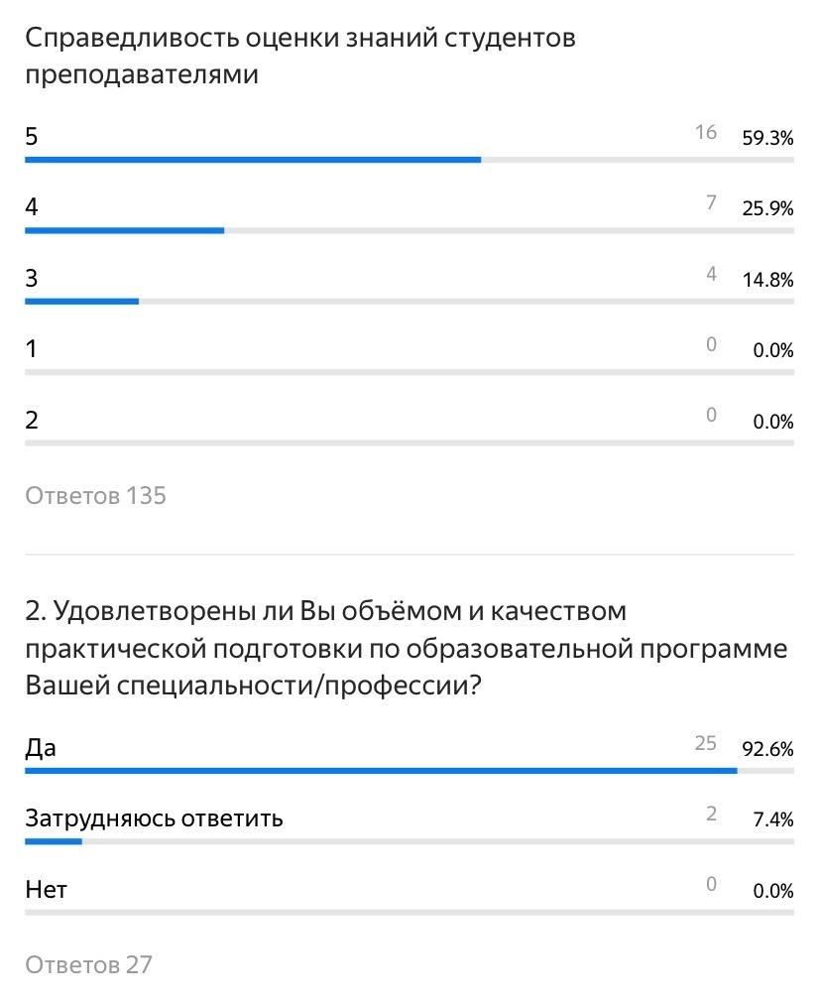 Справедливость оценки знаний студентов
преподавателями
5 16 59.3%
4 7 25.9%
3 4 14.8%
1 0 0.0%
2 0 0.0%
Ответов 135
2. Удовлетворены ли Вы объёмом и качеством
практической подготовки по образовательной программе
Вашей специальности/профессии?
Да 25 92.6%
Затрудняюсь ответить 2 7.4%
Нет 0 0.0%
Ответов 27